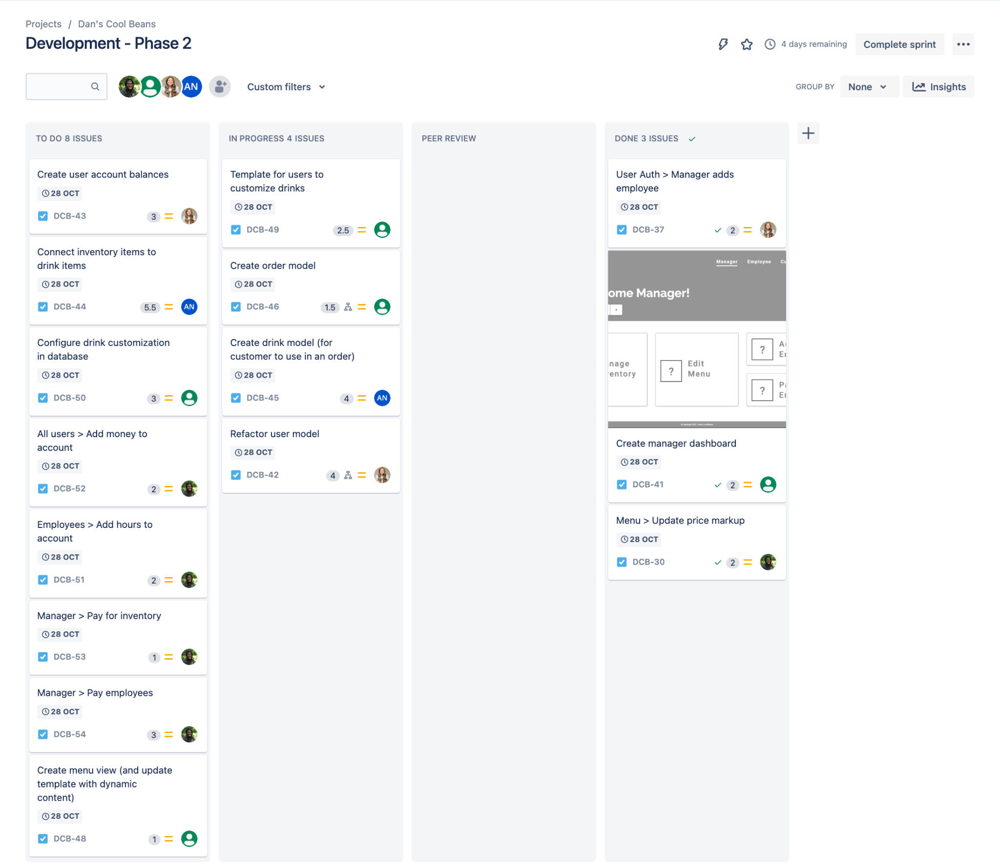 Projects / Dan's Cool Beans
Development - Phase 2
4 days remaining
Complete sprint
AN
Custom filters
GROUP BY
None
Insights
TO DO 8 ISSUES
Create user account balances
28 OCT
DCB-43
3
Connect inventory items to
drink items
28 OCT
DCB-44
5.5
AN
Configure drink customization
in database
28 OCT
DCB-50
3
All users > Add money to
account
28 OCT
DCB-52
2
Employees > Add hours to
account
28 OCT
DCB-51
2
Manager > Pay for inventory
28 OCT
DCB-53
1
Manager > Pay employees
28 OCT
DCB-54
3
Create menu view (and update
template with dynamic
content)
28 OCT
DCB-48
1
IN PROGRESS 4 ISSUES
Template for users to
customize drinks
28 OCT
DCB-49
2.5
Create order model
28 OCT
DCB-46
1.5
Create drink model (for
customer to use in an order)
28 OCT
DCB-45
4
AN
Refactor user model
28 OCT
DCB-42
4
PEER REVIEW
DONE 3 ISSUES
User Auth > Manager adds
employee
28 OCT
DCB-37
2
Manager Employee Cu
ome Manager!
nage
entory
?
Edit
Menu
?
A
E
?
P
E
Create manager dashboard
28 OCT
DCB-41
2
Menu > Update price markup
28 OCT
DCB-30
2